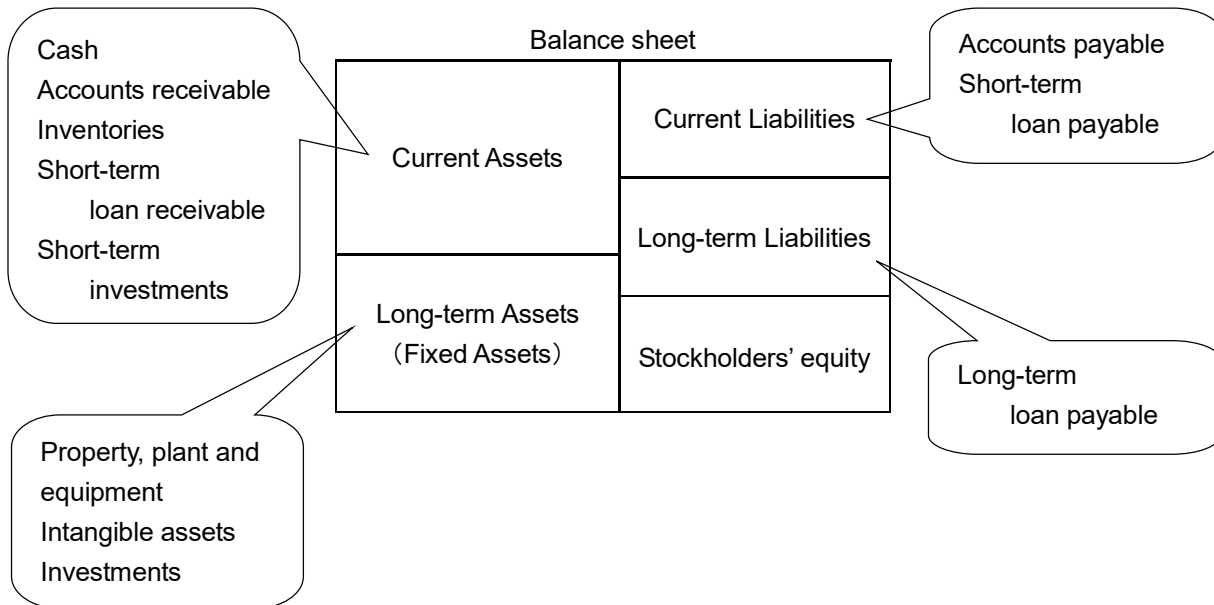 Balance sheet
Cash
Accounts receivable
Inventories
Short-term
loan receivable
Short-term
investments
Current Assets
Current Liabilities
Accounts payable
Short-term
loan payable
Long-term Liabilities
Long-term Assets
（Fixed Assets）
Stockholders’ equity
Long-term
loan payable
Property, plant and
equipment
Intangible assets
Investments